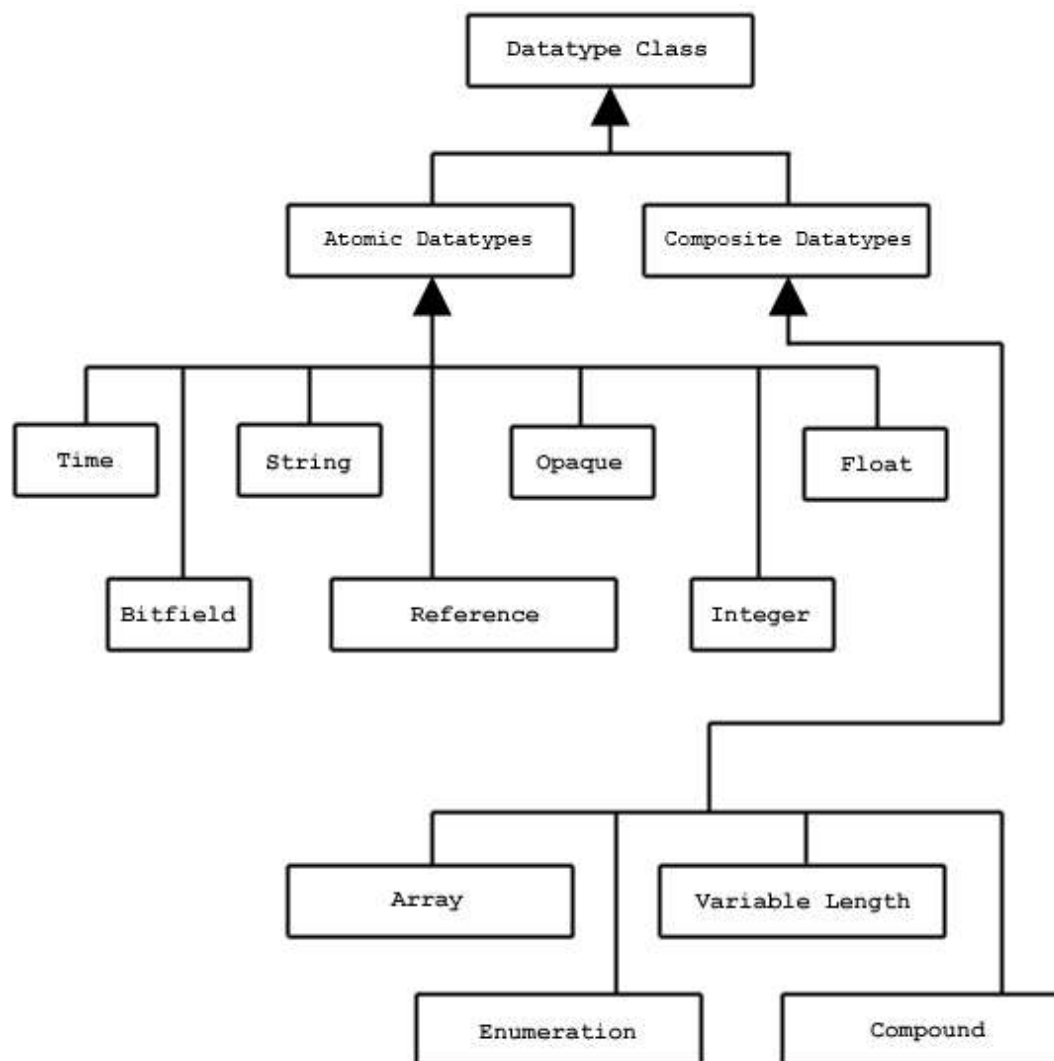 Datatype Class
Atomic Datatypes
Composite Datatypes
Time
String
Opaque
Float
Bitfield
Reference
Integer
Array
Variable Length
Enumeration
Compound